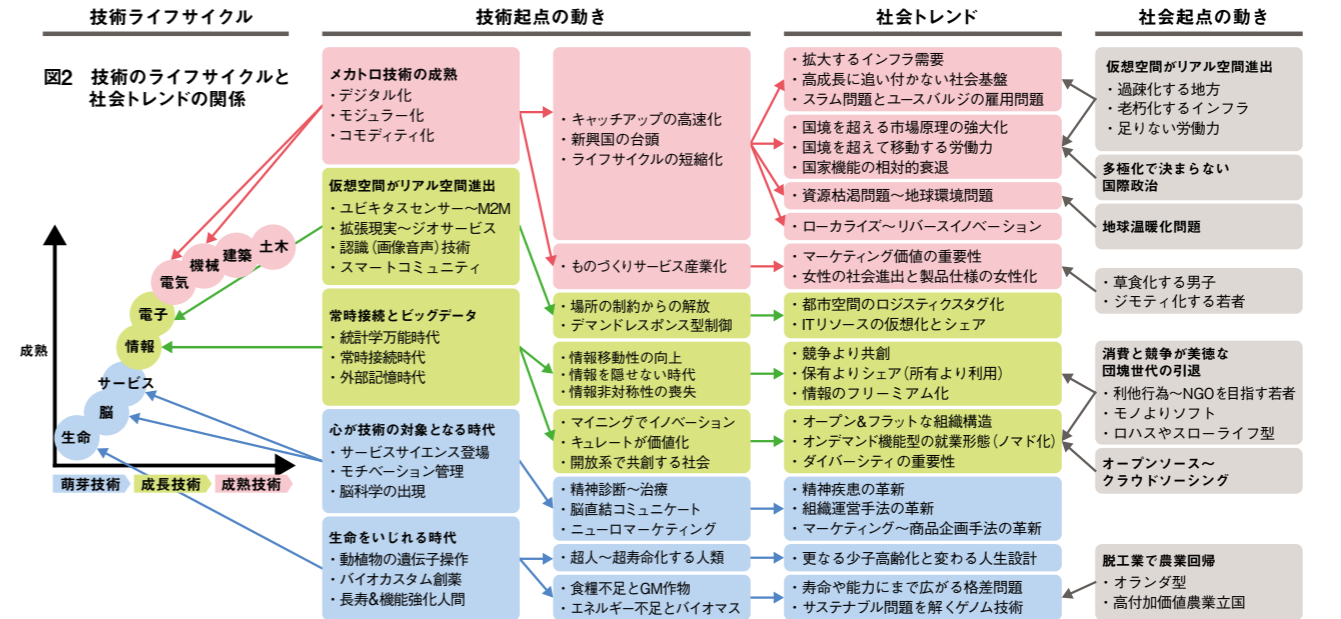 技術ライフサイクル
技術起点の動き
社会トレンド
社会起点の動き
図2 技術のライフサイクルと
社会トレンドの関係
成熟
土木
建築
機械
電気
電子
情報
サービス
脳
生命
萌芽技術
成長技術
成熟技術
メカトロ技術の成熟
・デジタル化
・モジュラー化
・コモディティ化
仮想空間がリアル空間進出
・ユビキタスセンサー〜M2M
・拡張現実〜ジオサービス
・認識(画像音声)技術
・スマートコミュニティ
常時接続とビッグデータ
・統計学万能時代
・常時接続時代
・外部記憶時代
心が技術の対象となる時代
・サービスサイエンス登場
・モチベーション管理
・脳科学の出現
生命をいじれる時代
・動植物の遺伝子操作
・バイオカスタム創薬
・長寿&機能強化人間
・キャッチアップの高速化
・新興国の台頭
・ライフサイクルの短縮化
・ものづくりサービス産業化
・場所の制約からの解放
・デマンドレスポンス型制御
・情報移動性の向上
・情報を隠せない時代
・情報非対称性の喪失
・マイニングでイノベーション
・キュレートが価値化
・開放系で共創する社会
・精神診断〜治療
・脳直結コミュニケート
・ニューロマーケティング
・超人〜超寿命化する人類
・食糧不足とGM作物
・エネルギー不足とバイオマス
・拡大するインフラ需要
・高成長に追い付かない社会基盤
・スラム問題とユースバルジの雇用問題
・国境を超える市場原理の強大化
・国境を超えて移動する労働力
・国家機能の相対的衰退
・資源枯渇問題〜地球環境問題
・ローカライズ〜リバースイノベーション
・マーケティング価値の重要性
・女性の社会進出と製品仕様の女性化
・都市空間のロジスティクスタグ化
・ITリソースの仮想化とシェア
・競争より共創
・保有よりシェア(所有より利用)
・情報のフリーミアム化
・オープン&フラットな組織構造
・オンデマンド機能型の就業形態(ノマド化)
・ダイバーシティの重要性
・精神疾患の革新
・組織運営手法の革新
・マーケティング〜商品企画手法の革新
・更なる少子高齢化と変わる人生設計
・寿命や能力にまで広がる格差問題
・サステナブル問題を解くゲノム技術
仮想空間がリアル空間進出
・過疎化する地方
・老朽化するインフラ
・足りない労働力
多極化で決まらない
国際政治
地球温暖化問題
・草食化する男子
・ジモティ化する若者
消費と競争が美徳な
団塊世代の引退
・利他行為〜NGOを目指す若者
・モノよりソフト
・ロハスやスローライフ型
オープンソース〜
クラウドソーシング
脱工業で農業回帰
・オランダ型
・高付加価値農業立国